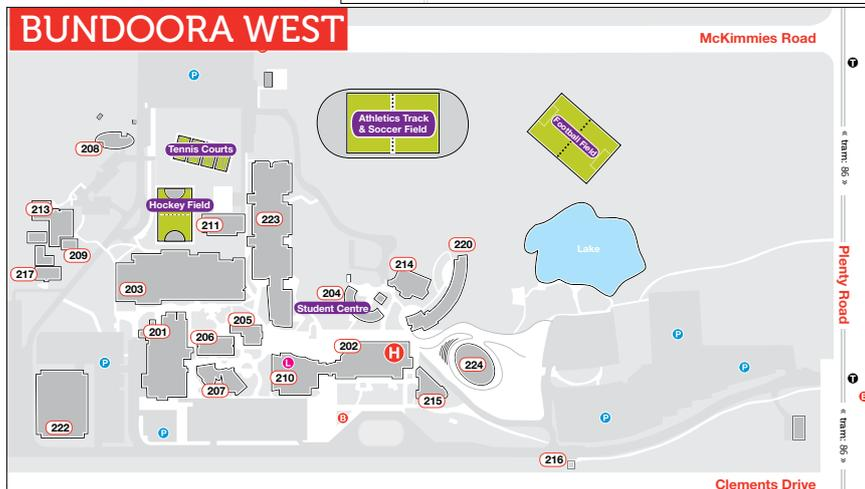 BUNDOORA WEST
McKimmies Road
P
T
Athletics Track
& Soccer Field
Football Field
« tram: 86 »
208
Tennis Courts
213
Hockey Field
211
223
209
217
220
214
Lake
203
204
Student Centre
Plenty Road
201
205
206
202
H
P
P
L
210
224
P
T
207
215
222
P
B
P
« tram: 86 »
216
Clements Drive